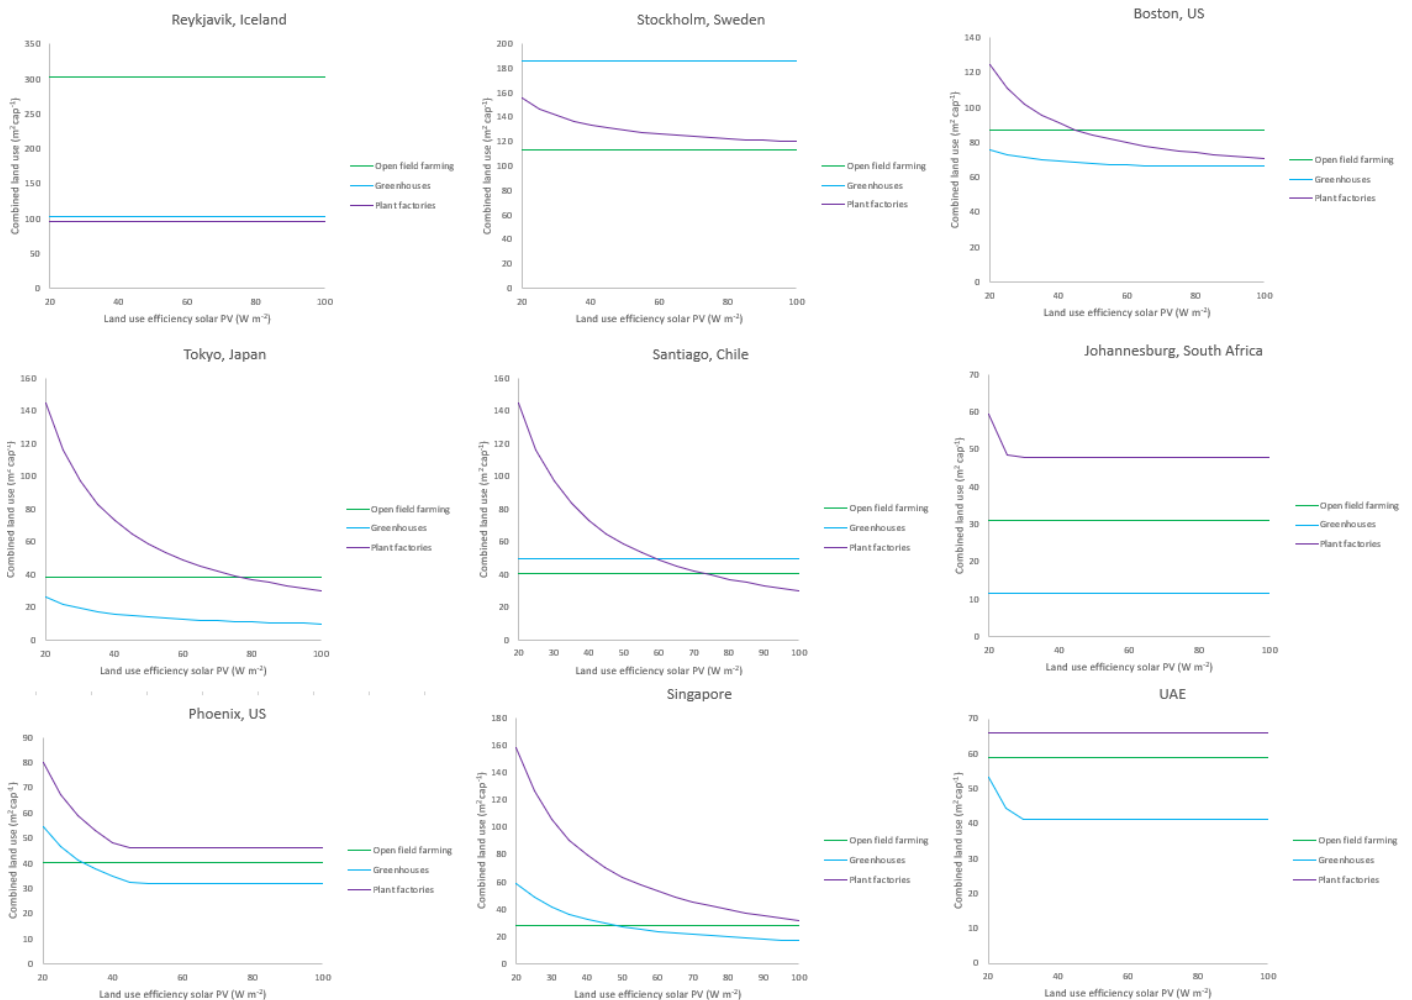 Reykjavik, Iceland
350
300
250
200
150
100
50
0
Combined land use (m² cap⁻¹)
20 40 60 80 100
Land use efficiency solar PV (W m⁻²)
Open field farming
Greenhouses
Plant factories
Stockholm, Sweden
200
180
160
140
120
100
80
60
40
20
0
Combined land use (m² cap⁻¹)
20 40 60 80 100
Land use efficiency solar PV (W m⁻²)
Open field farming
Greenhouses
Plant factories
Boston, US
140
120
100
80
60
40
20
0
Combined land use (m² cap⁻¹)
20 40 60 80 100
Land use efficiency solar PV (W m⁻²)
Open field farming
Greenhouses
Plant factories
Tokyo, Japan
160
140
120
100
80
60
40
20
0
Combined land use (m² cap⁻¹)
20 40 60 80 100
Land use efficiency solar PV (W m⁻²)
Open field farming
Greenhouses
Plant factories
Santiago, Chile
160
140
120
100
80
60
40
20
0
Combined land use (m² cap⁻¹)
20 30 40 50 60 70 80 90 100
Land use efficiency solar PV (W m⁻²)
Open field farming
Greenhouses
Plant factories
Johannesburg, South Africa
70
60
50
40
30
20
10
0
Combined land use (m² cap⁻¹)
20 40 60 80 100
Land use efficiency solar PV (W m⁻²)
Open field farming
Greenhouses
Plant factories
Phoenix, US
90
80
70
60
50
40
30
20
10
0
Combined land use (m² cap⁻¹)
20 40 60 80 100
Land use efficiency solar PV (W m⁻²)
Open field farming
Greenhouses
Plant factories
Singapore
180
160
140
120
100
80
60
40
20
0
Combined land use (m² cap⁻¹)
20 30 40 50 60 70 80 90 100
Land use efficiency solar PV (W m⁻²)
Open field farming
Greenhouses
Plant factories
UAE
70
60
50
40
30
20
10
0
Combined land use (m² cap⁻¹)
20 40 60 80 100
Land use efficiency solar PV (W m⁻²)
Open field farming
Greenhouses
Plant factories